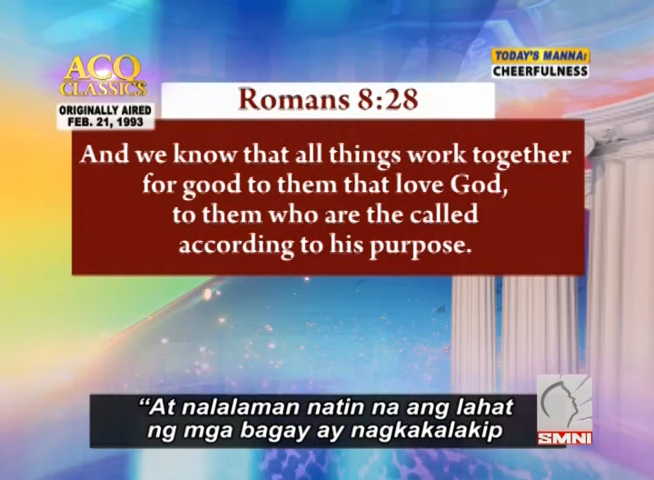 ACQ
CLASSICS
ORIGINALLY AIRED
FEB. 21, 1993
TODAY'S MANNA:
CHEERFULNESS
Romans 8:28
And we know that all things work together
for good to them that love God,
to them who are the called
according to his purpose.
"At nalalaman natin na ang lahat
ng mga bagay ay nagkakalakip
SMNI